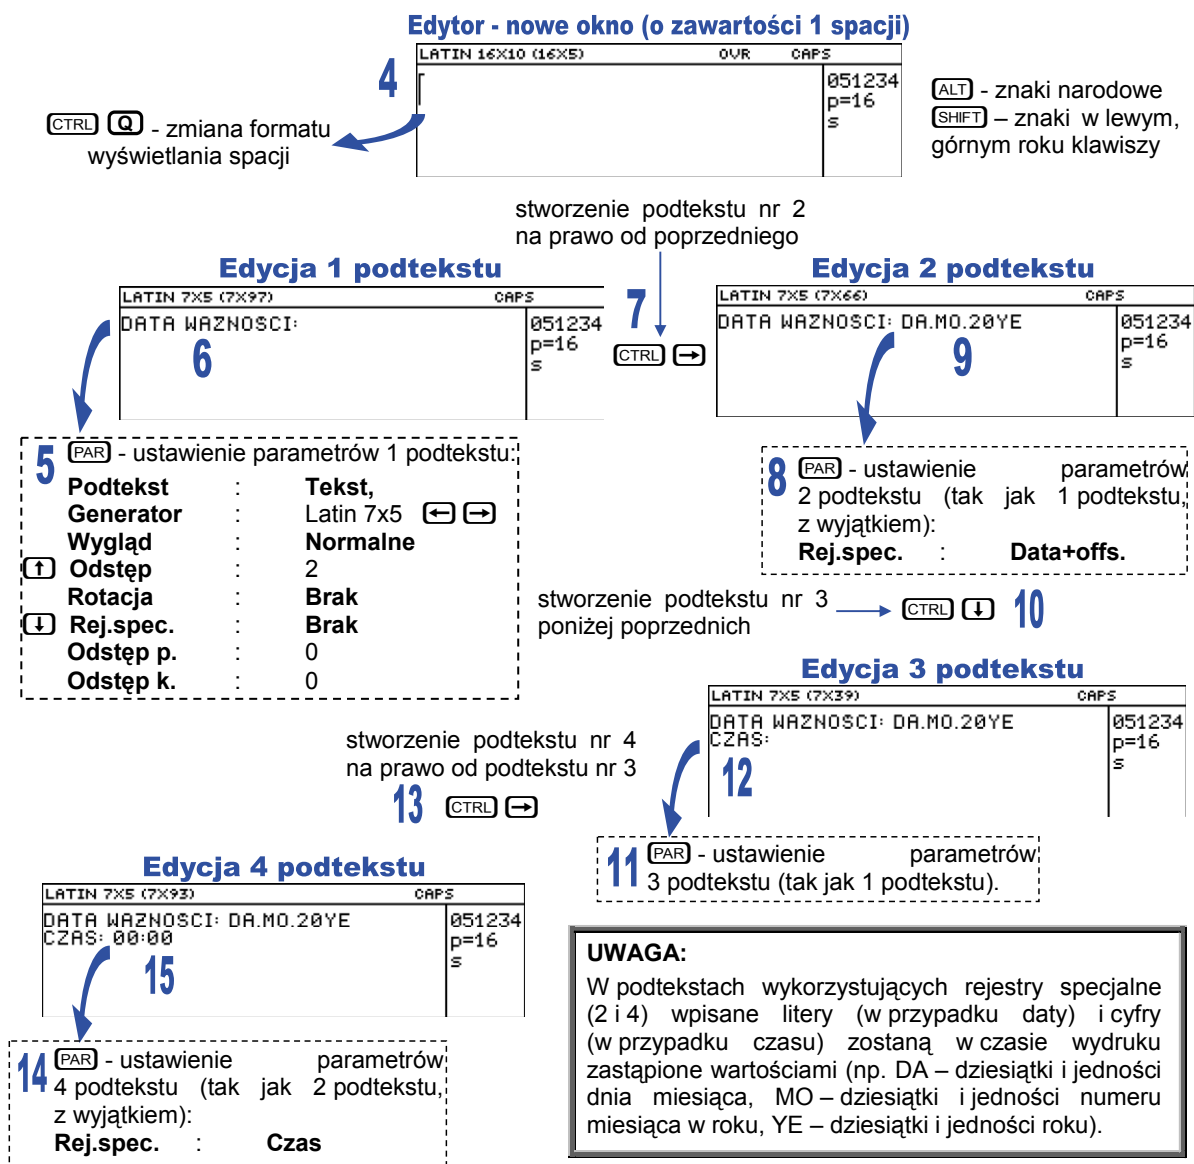 Edytor - nowe okno (o zawartości 1 spacji)
LATIN 16X10 (16X5) OVR CAPS
4
051234
p=16
s
CTRL Q - zmiana formatu
wyświetlania spacji
ALT - znaki narodowe
SHIFT – znaki w lewym,
górnym roku klawiszy
stworzenie podtekstu nr 2
na prawo od poprzedniego
Edycja 1 podtekstu
LATIN 7X5 (7X97) CAPS
DATA WAZNOSCI:
051234
p=16
s
6
7
CTRL →
Edycja 2 podtekstu
LATIN 7X5 (7X66) CAPS
DATA WAZNOSCI: DA.MO.20YE
051234
p=16
s
9
5 PAR - ustawienie parametrów 1 podtekstu:
Podtekst : Tekst,
Generator : Latin 7x5 ← →
Wygląd : Normalne
↑ Odstęp : 2
Rotacja : Brak
↓ Rej.spec. : Brak
Odstęp p. : 0
Odstęp k. : 0
8 PAR - ustawienie parametrów
2 podtekstu (tak jak 1 podtekstu,
z wyjątkiem):
Rej.spec. : Data+offs.
stworzenie podtekstu nr 3
poniżej poprzednich
CTRL ↓ 10
Edycja 3 podtekstu
LATIN 7X5 (7X39) CAPS
DATA WAZNOSCI: DA.MO.20YE
CZAS:
051234
p=16
s
12
stworzenie podtekstu nr 4
na prawo od podtekstu nr 3
13 CTRL →
11 PAR - ustawienie parametrów
3 podtekstu (tak jak 1 podtekstu).
Edycja 4 podtekstu
LATIN 7X5 (7X93) CAPS
DATA WAZNOSCI: DA.MO.20YE
CZAS: 00:00
051234
p=16
s
15
14 PAR - ustawienie parametrów
4 podtekstu (tak jak 2 podtekstu,
z wyjątkiem):
Rej.spec. : Czas
UWAGA:
W podtekstach wykorzystujących rejestry specjalne
(2 i 4) wpisane litery (w przypadku daty) i cyfry
(w przypadku czasu) zostaną w czasie wydruku
zastąpione wartościami (np. DA – dziesiątki i jedności
dnia miesiąca, MO – dziesiątki i jedności numeru
miesiąca w roku, YE – dziesiątki i jedności roku).